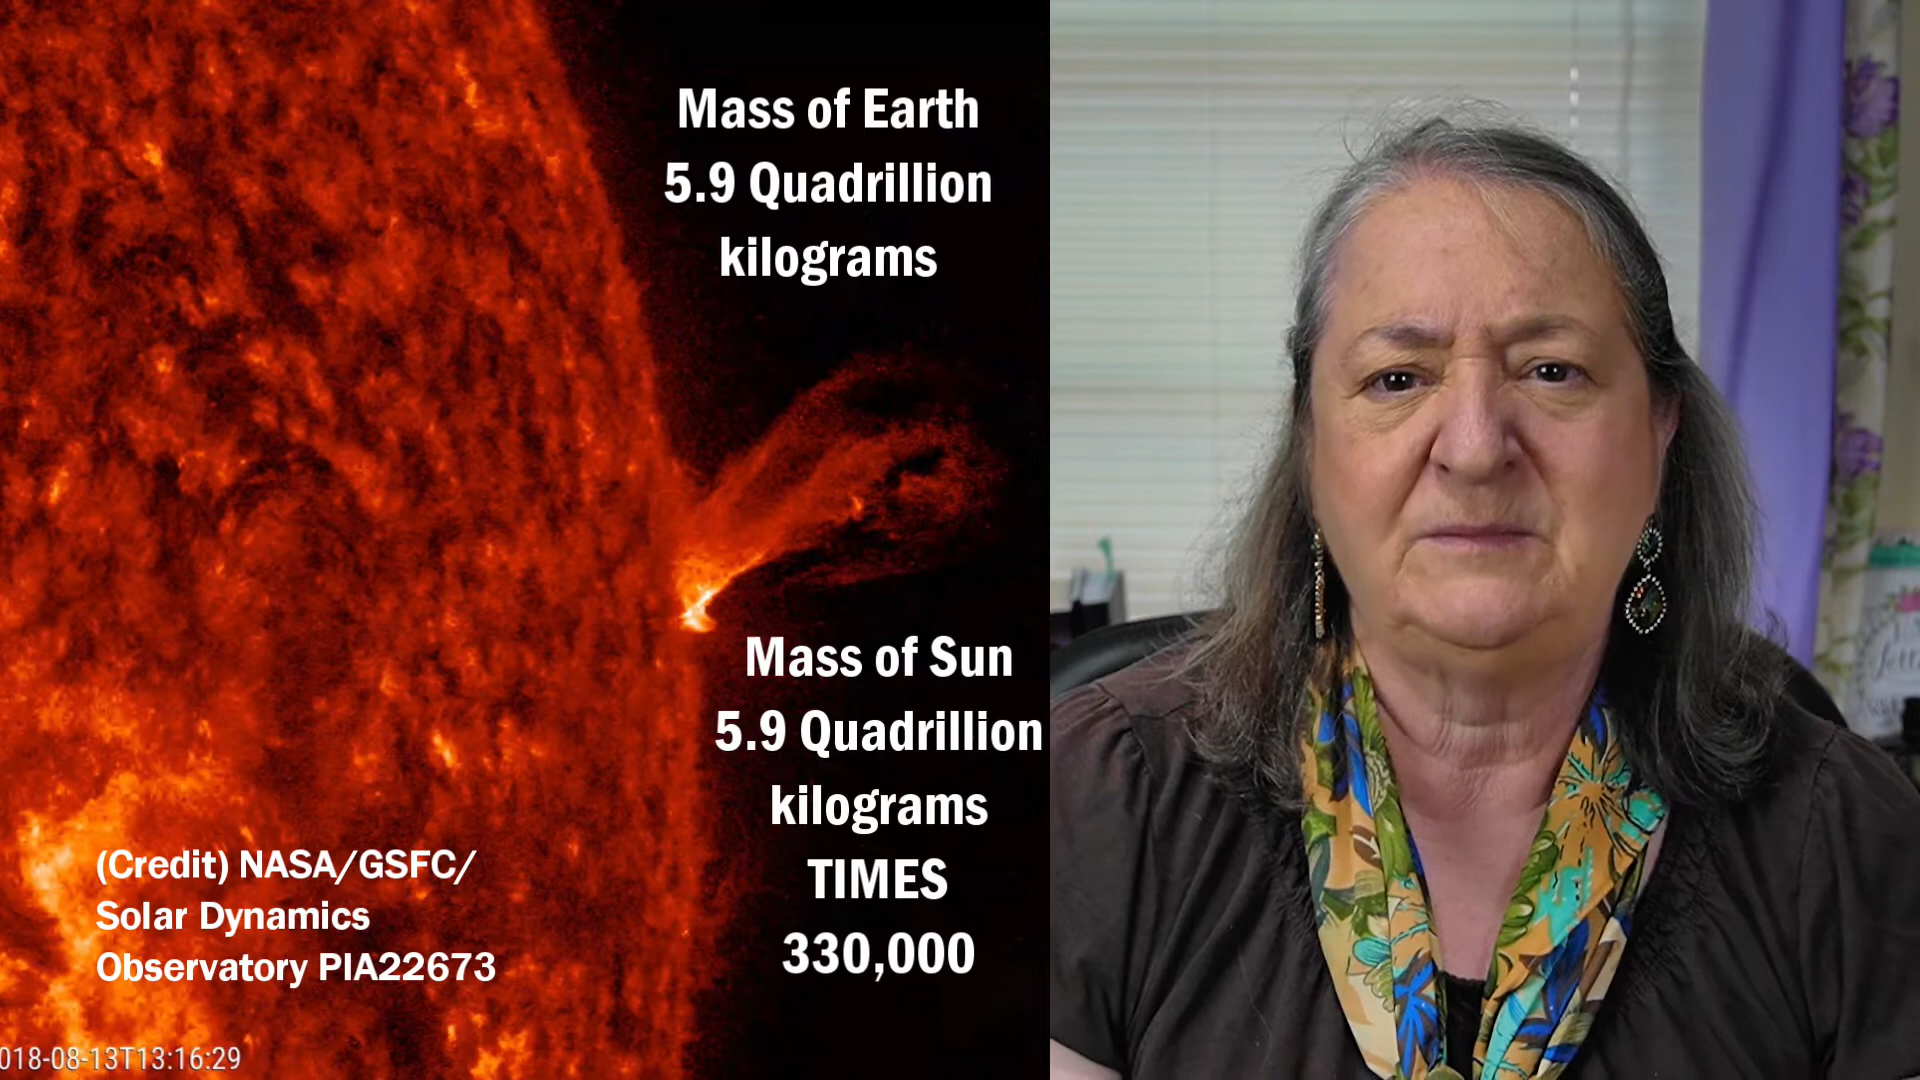 Mass of Earth
5.9 Quadrillion
kilograms
Mass of Sun
5.9 Quadrillion
kilograms
TIMES
330,000
(Credit) NASA/GSFC/
Solar Dynamics
Observatory PIA22673
018-08-13T13:16:29